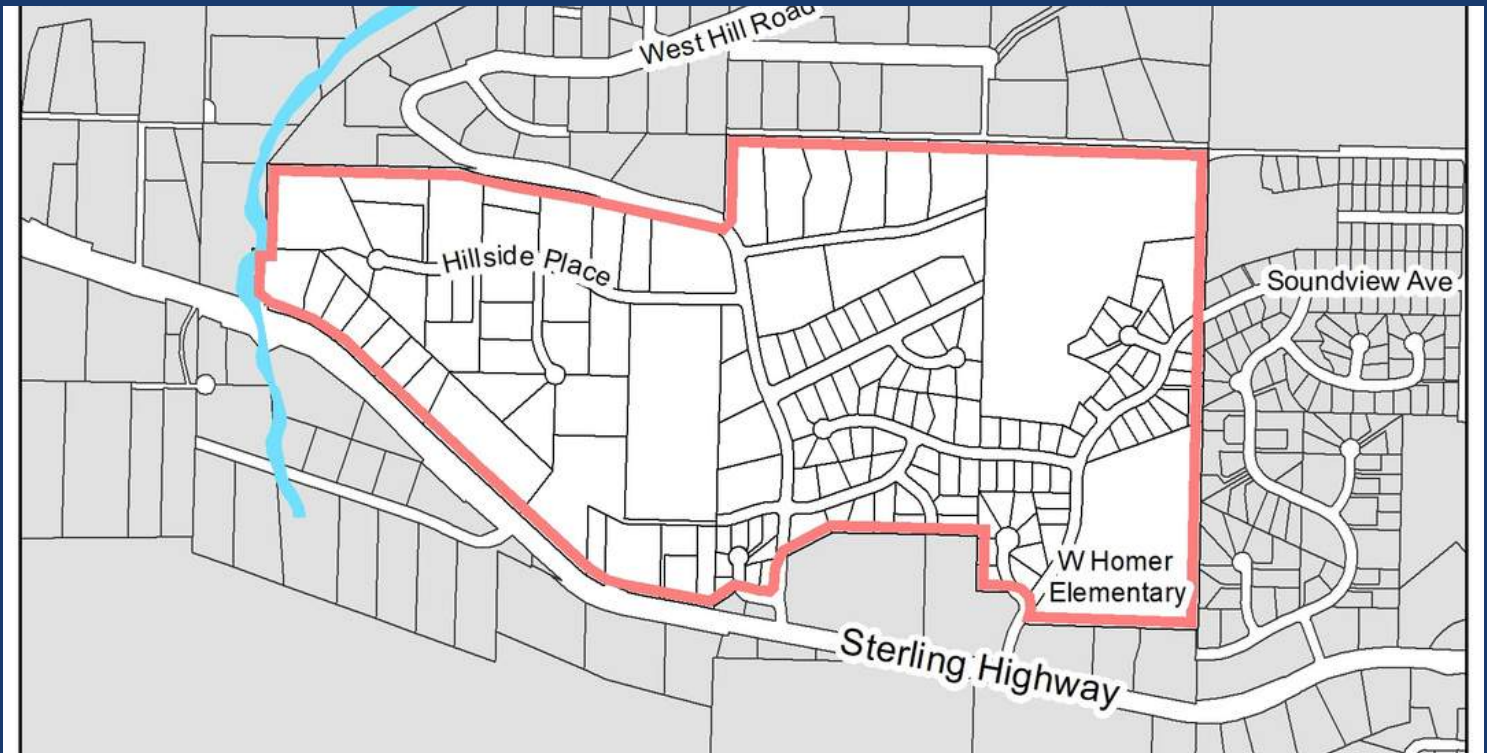 West Hill Road
Hillside Place
Soundview Ave
W Homer
Elementary
Sterling Highway